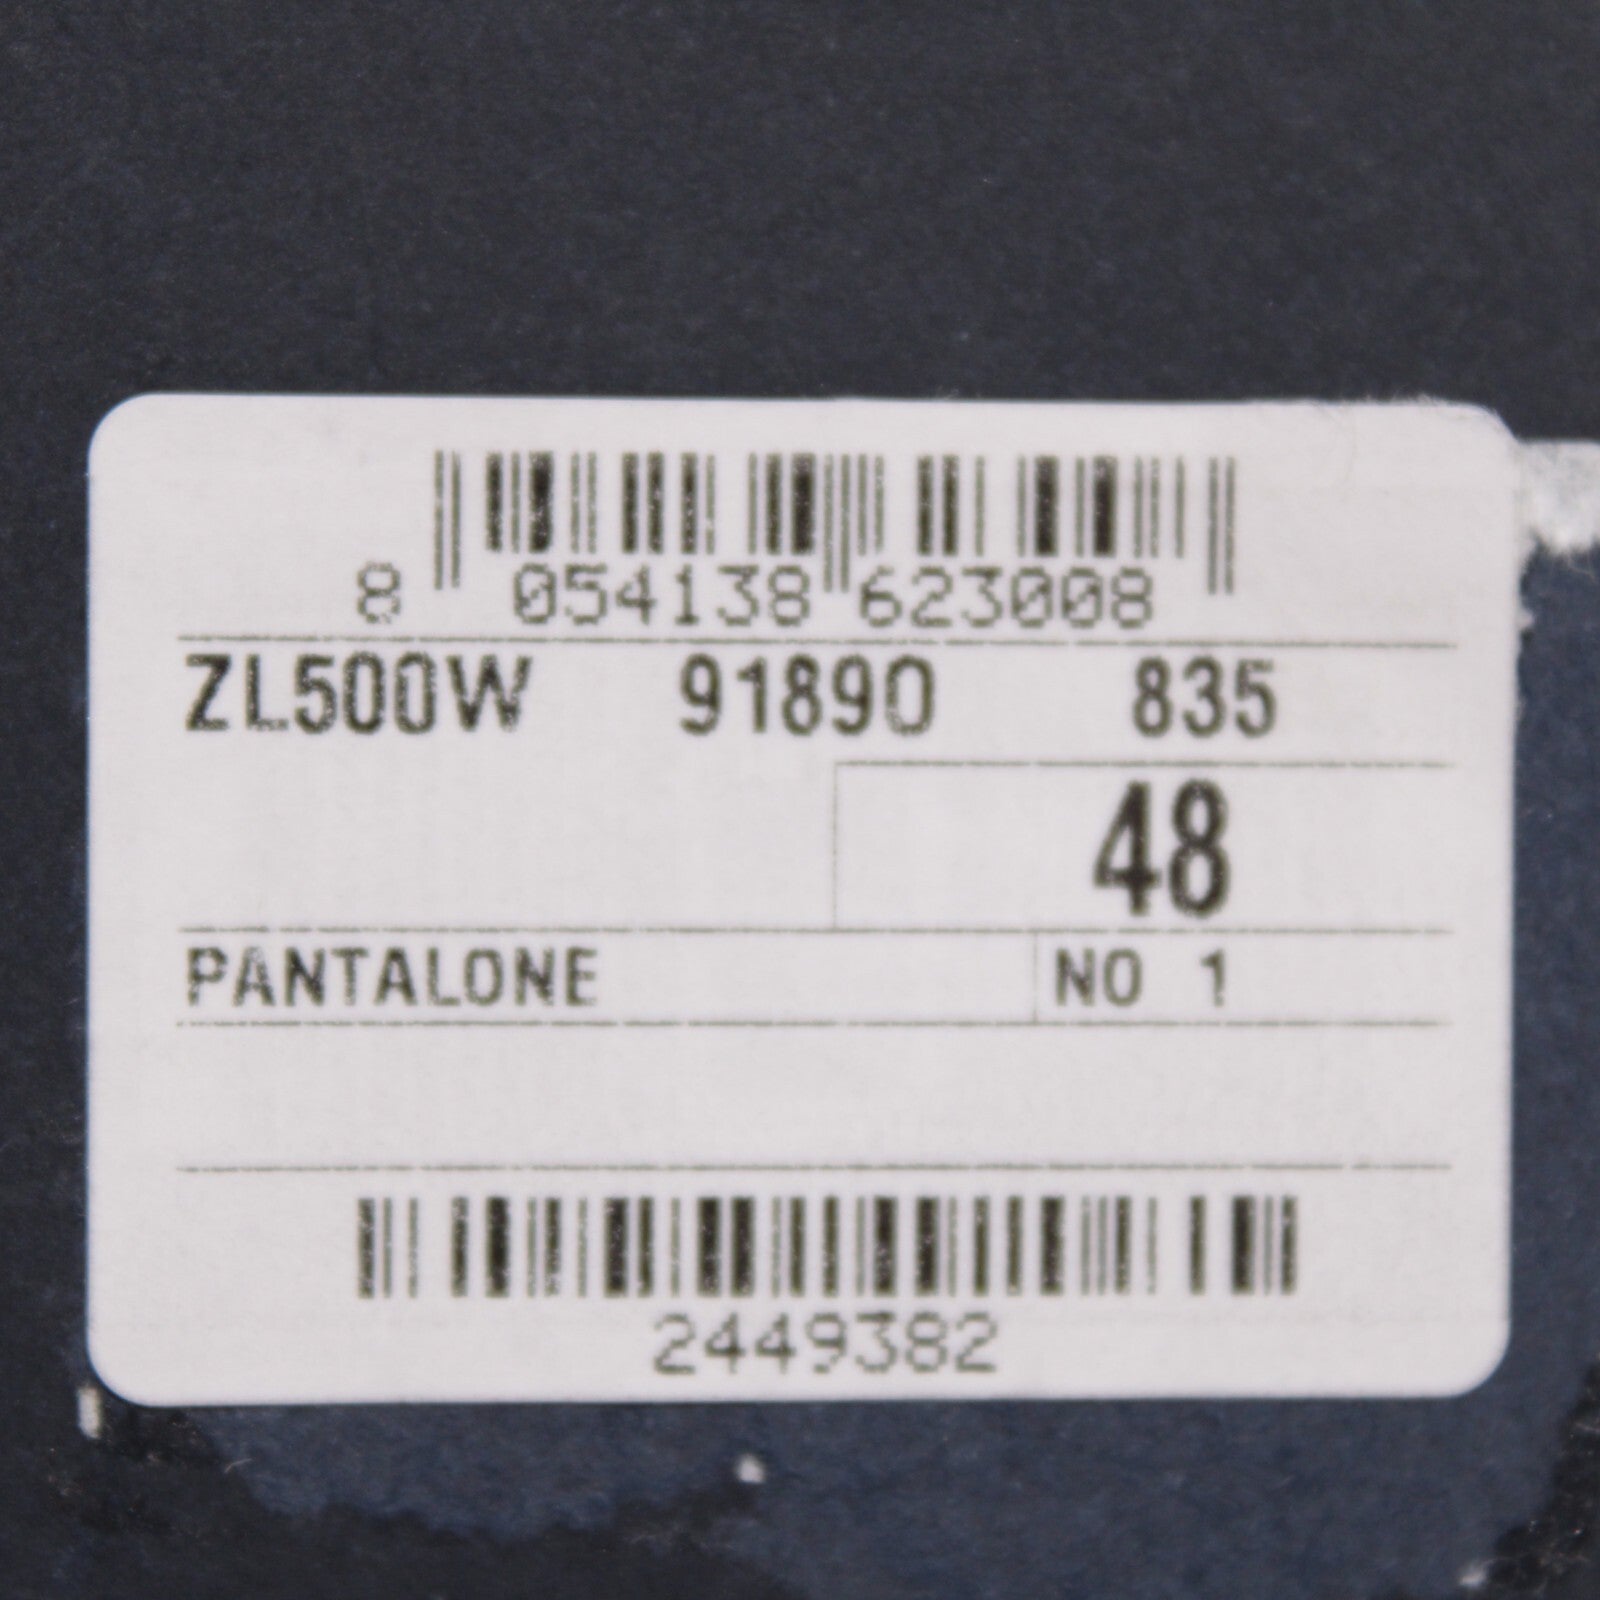 8 054138 623008
ZL500W 91890 835
48
PANTALONE NO 1
2449382